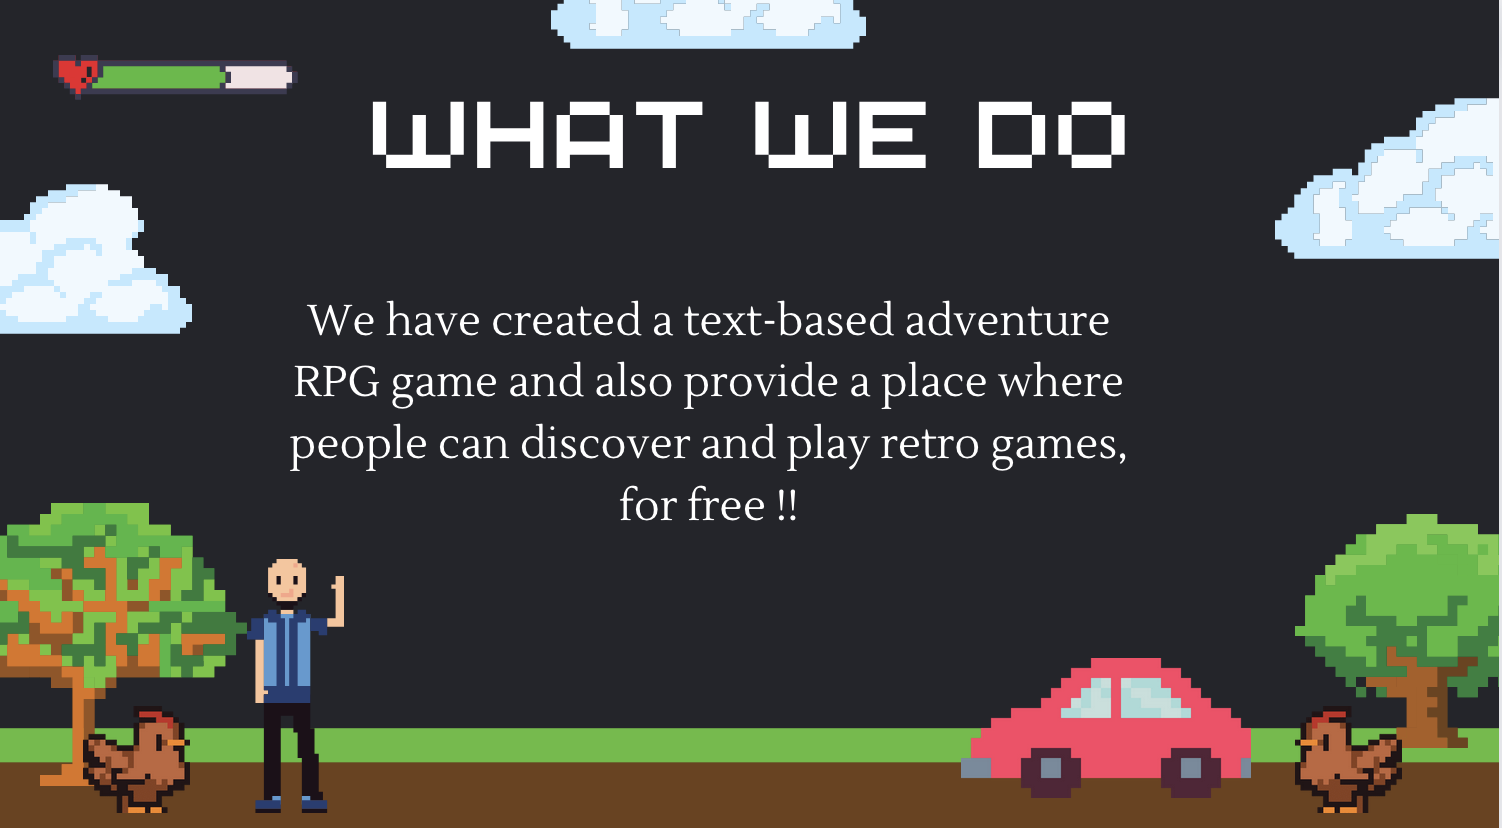 WHAT WE DO
We have created a text-based adventure
RPG game and also provide a place where
people can discover and play retro games,
for free !!